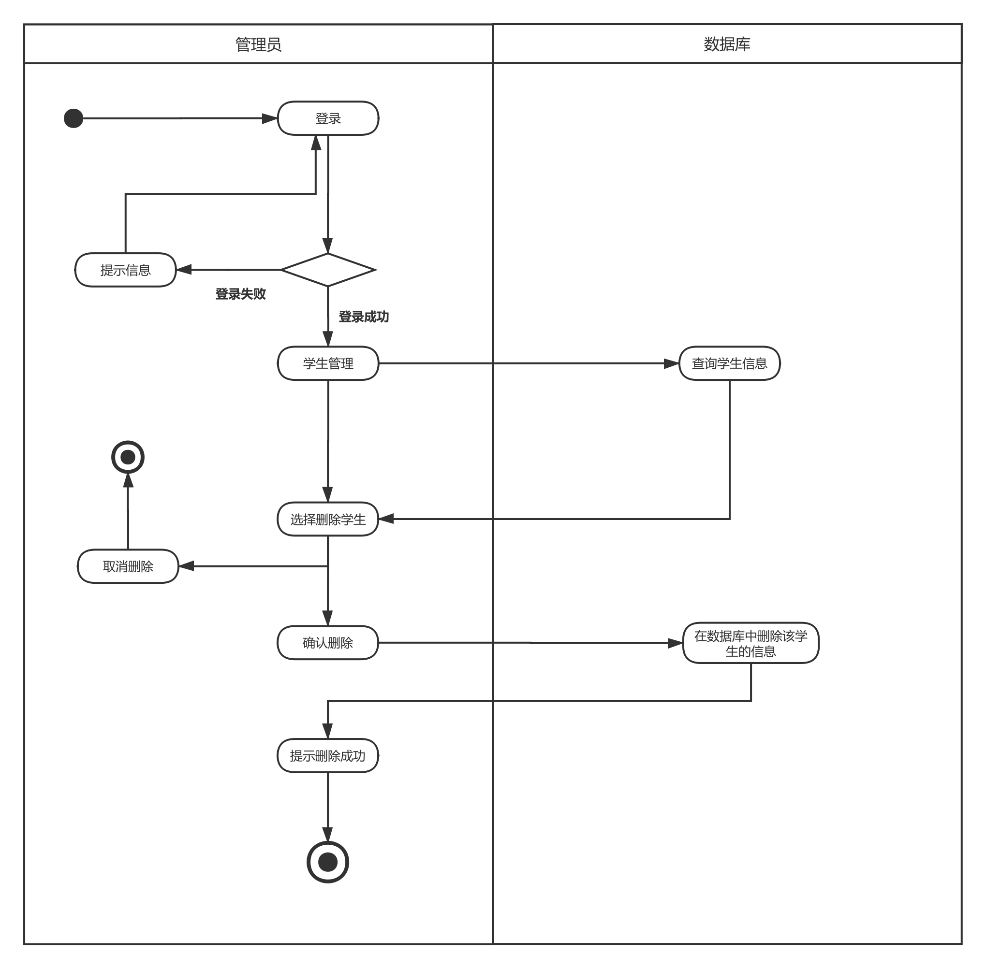 管理员
数据库
登录
提示信息
登录失败
登录成功
学生管理
查询学生信息
选择删除学生
取消删除
确认删除
在数据库中删除该学
生的信息
提示删除成功